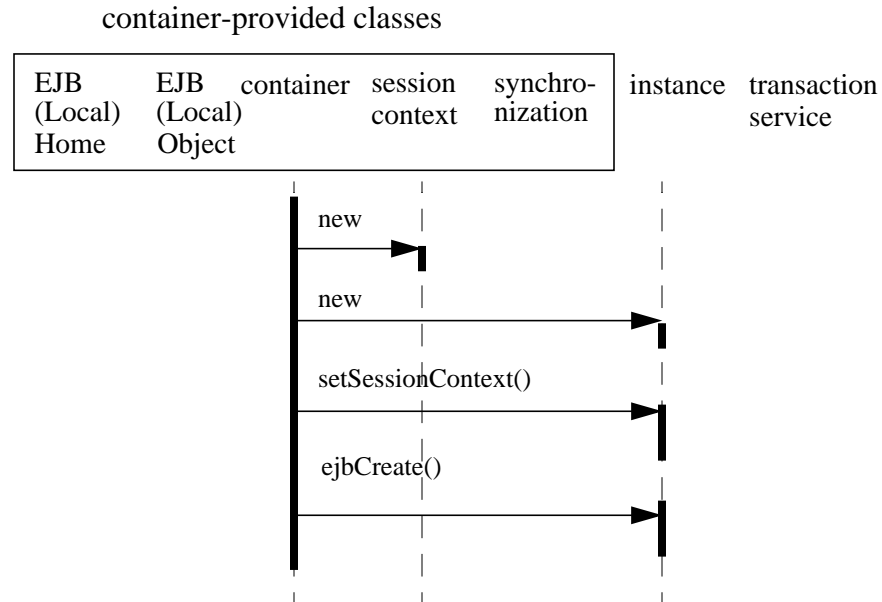 container-provided classes
EJB
(Local)
Home
EJB
(Local)
Object
container
session
context
synchro-
nization
instance
transaction
service
new
new
setSessionContext()
ejbCreate()